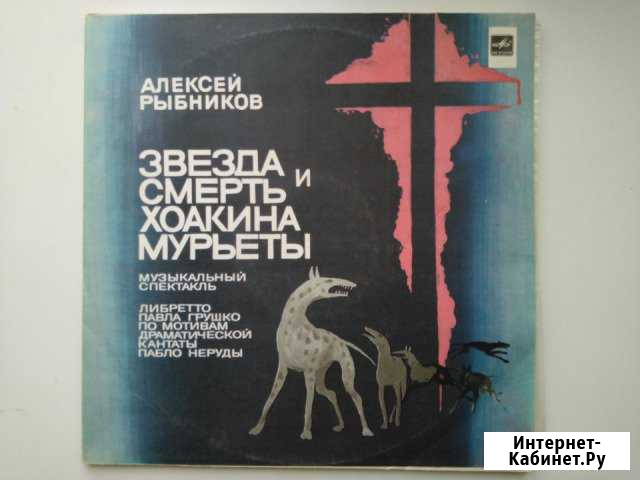 АЛЕКСЕЙ
РЫБНИКОВ
ЗВЕЗДА
И
СМЕРТЬ
ХОАКИНА
МУРЬЕТЫ
МУЗЫКАЛЬНЫЙ
СПЕКТАКЛЬ
ЛИБРЕТТО
ПАВЛА ГРУШКО
ПО МОТИВАМ
ДРАМАТИЧЕСКОЙ
КАНТАТЫ
ПАБЛО НЕРУДЫ
Интернет-
Кабинет.Ру